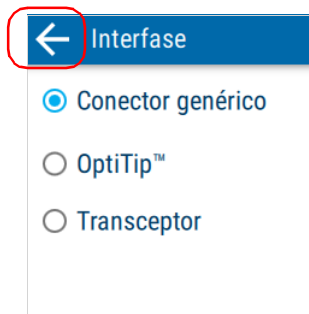 Interfase
Conector genérico
OptiTip™
Transceptor